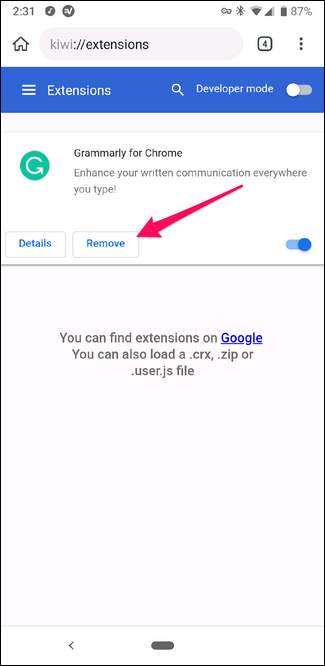 2:31 87%
kiwi://extensions 4
Extensions Developer mode
G
Grammarly for Chrome
Enhance your written communication everywhere
you type!
Details Remove
You can find extensions on Google
You can also load a .crx, .zip or
.user.js file